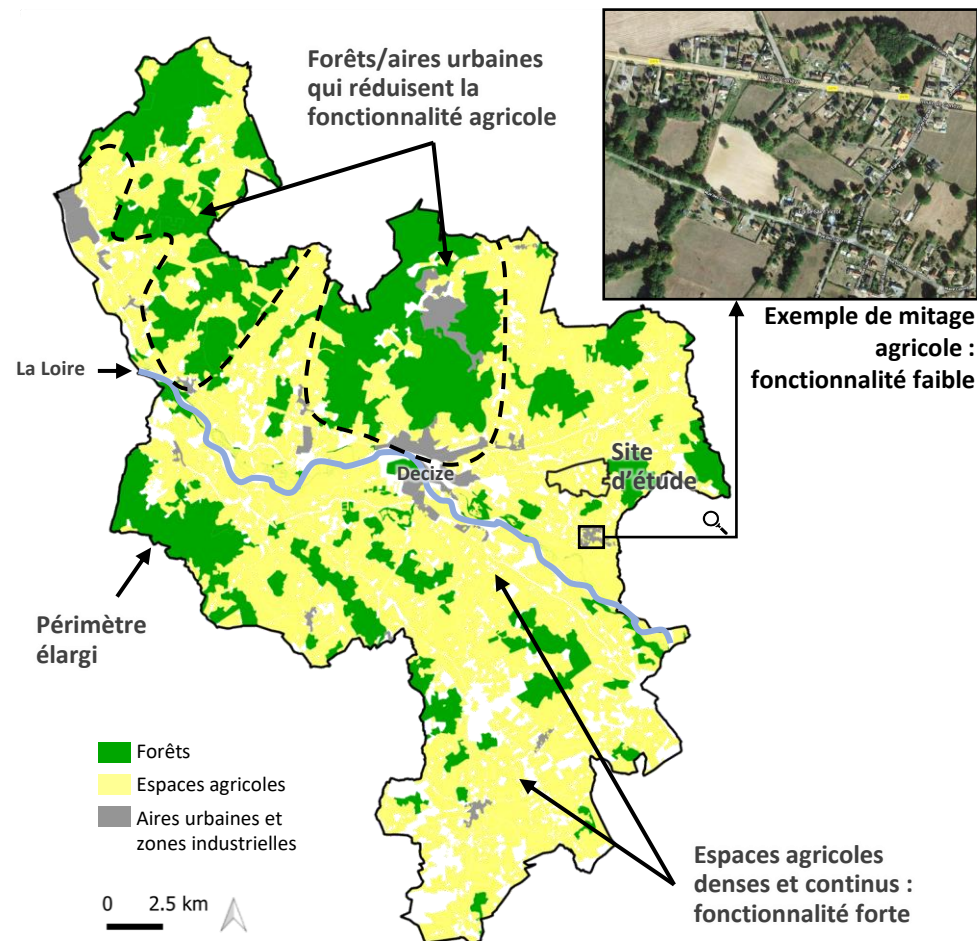 Forêts/aires urbaines
qui réduisent la
fonctionnalité agricole
Exemple de mitage
agricole :
fonctionnalité faible
La Loire
Decize
Site
d'étude
Périmètre
élargi
Forêts
Espaces agricoles
Aires urbaines et
zones industrielles
0 2.5 km
Espaces agricoles
denses et continus :
fonctionnalité forte